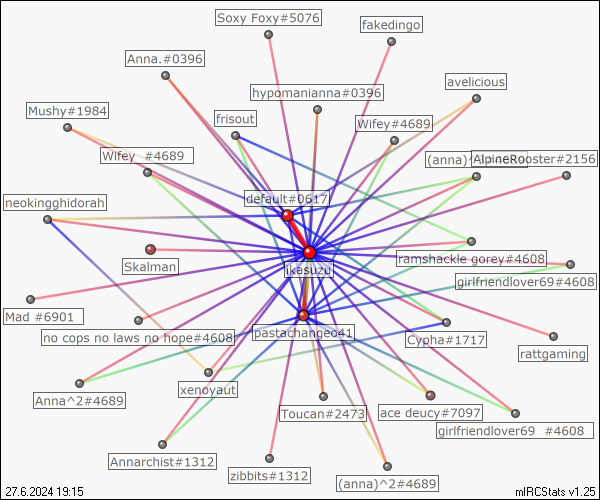 Soxy Foxy#5076
fakedingo
Anna.#0396
avelicious
hypomanianna#0396
Mushy#1984
frisout
Wifey#4689
Wifey  #4689
(anna)^
AlpineRooster#2156
default#0617
neokingghidorah
ramshackle gorey#4608
Skalman
ikasuzu
girlfriendlover69#4608
Mad #6901
no cops no laws no hope#4608
pastachangeo41
Cypha#1717
rattgaming
xenoyaut
Anna^2#4689
Toucan#2473
ace deucy#7097
girlfriendlover69  #4608
Annarchist#1312
zibbits#1312
(anna)^2#4689
27.6.2024 19:15
mIRCStats v1.25